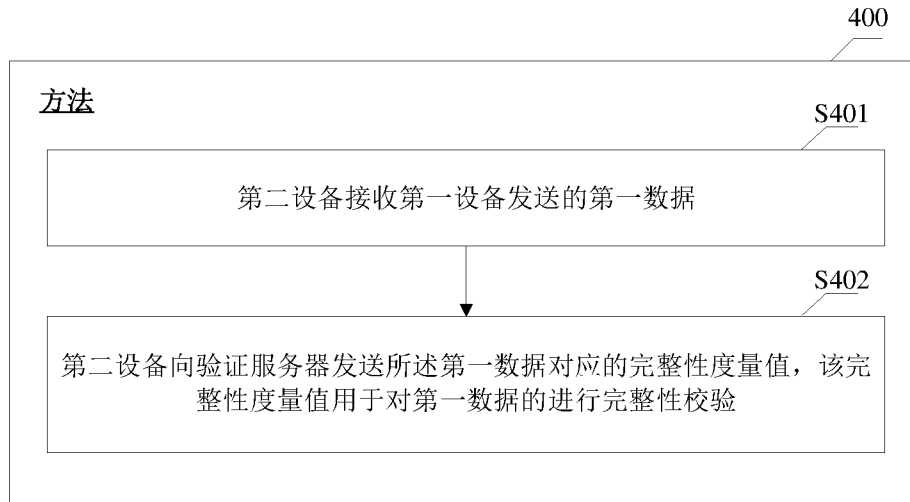 400
方法
S401
第二设备接收第一设备发送的第一数据
S402
第二设备向验证服务器发送所述第一数据对应的完整性度量值，该完
整性度量值用于对第一数据的进行完整性校验